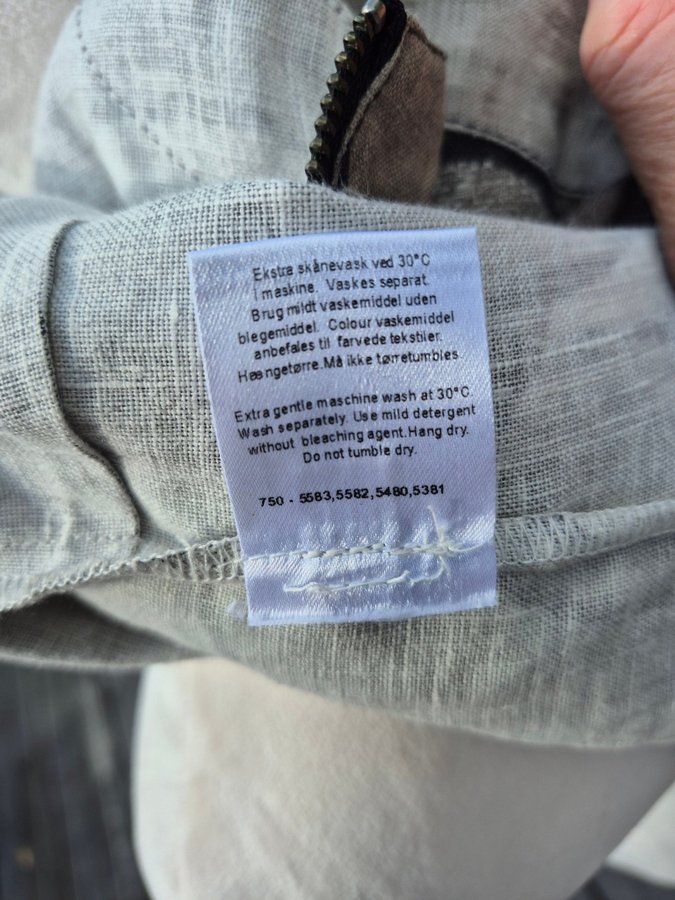 Ekstra skånevask ved 30°C
I maskine. Vaskes separat.
Brug mildt vaskemiddel uden
blegemiddel. Colour vaskemiddel
anbefales til farvede tekstiler.
Hængetørre.Må ikke tørretumbles.
Extra gentle machine wash at 30°C.
Wash separately. Use mild detergent
without bleaching agent.Hang dry.
Do not tumble dry.
750 - 5583,5582,5480,5381